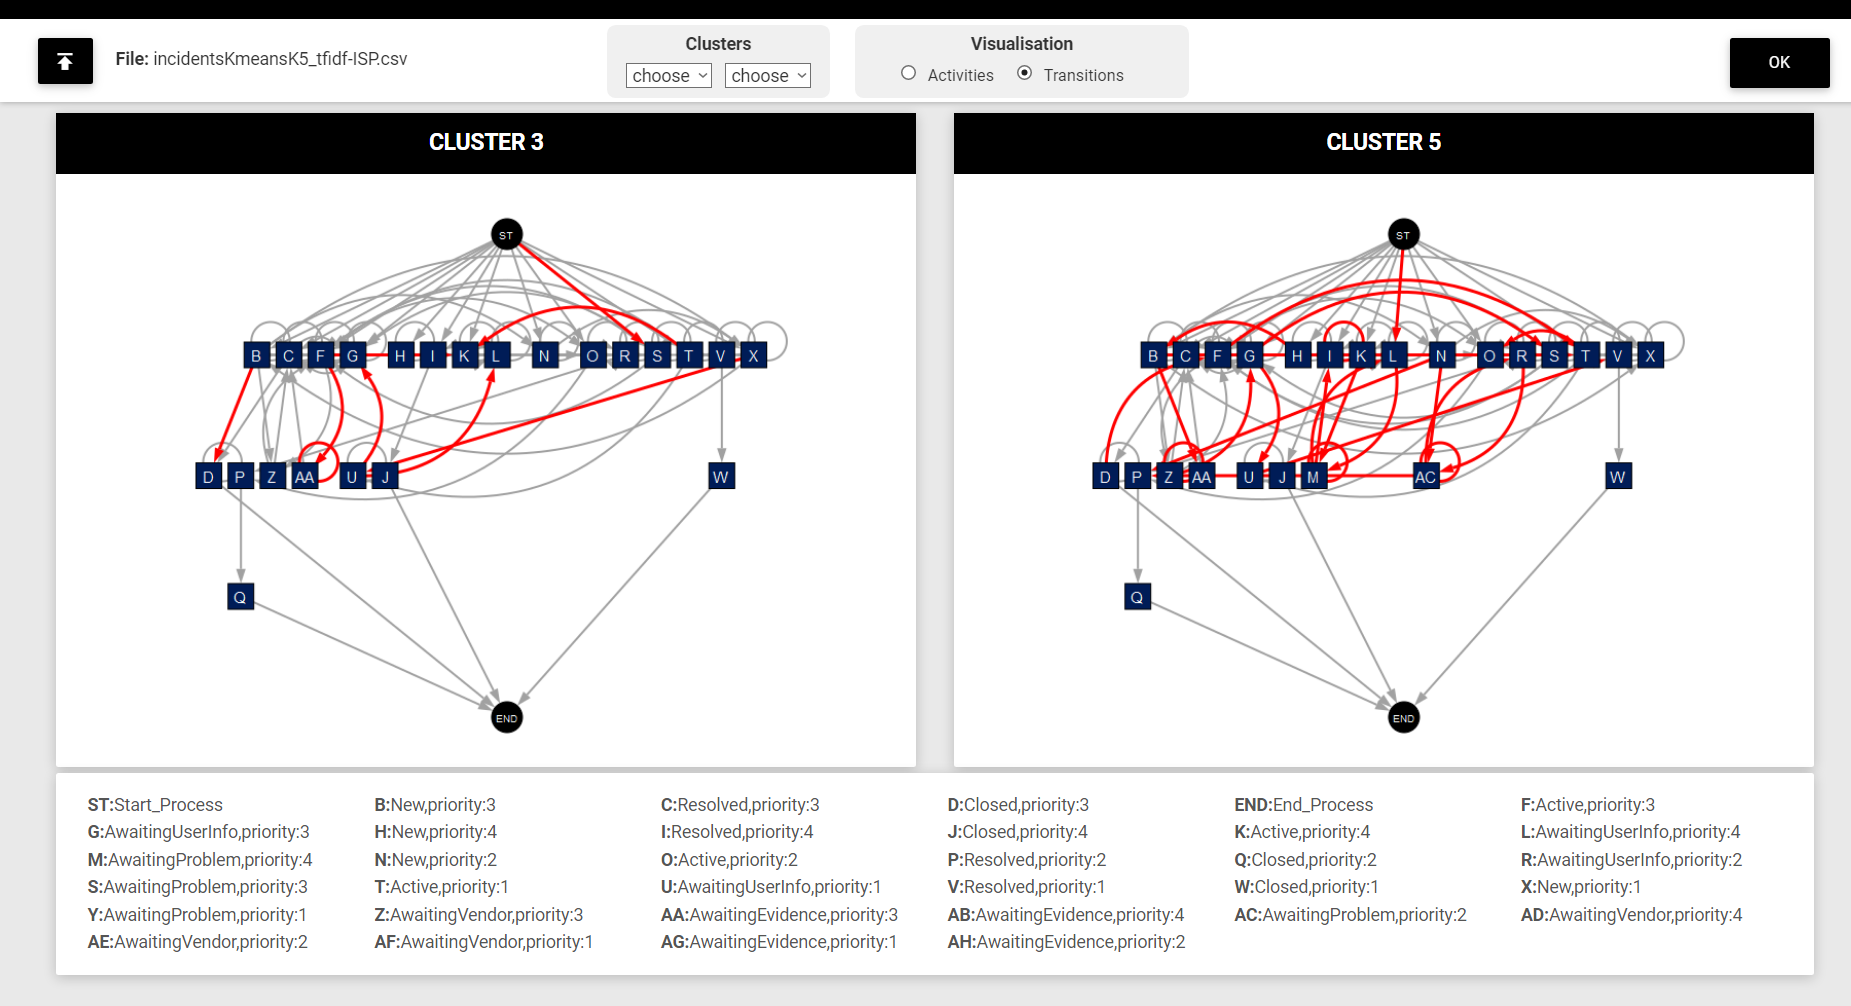 File: incidentsKmeansK5_tfidf-ISP.csv
Clusters
choose choose
Visualisation
Activities Transitions
OK
CLUSTER 3
ST
B C F G H I K L N O R S T V X
D P Z AA U J W
Q
END
CLUSTER 5
ST
B C F G H I K L N O R S T V X
D P Z AA U J M AC W
Q
END
ST:Start_Process B:New,priority:3 C:Resolved,priority:3 D:Closed,priority:3 END:End_Process F:Active,priority:3
G:AwaitingUserInfo,priority:3 H:New,priority:4 I:Resolved,priority:4 J:Closed,priority:4 K:Active,priority:4 L:AwaitingUserInfo,priority:4
M:AwaitingProblem,priority:4 N:New,priority:2 O:Active,priority:2 P:Resolved,priority:2 Q:Closed,priority:2 R:AwaitingUserInfo,priority:2
S:AwaitingProblem,priority:3 T:Active,priority:1 U:AwaitingUserInfo,priority:1 V:Resolved,priority:1 W:Closed,priority:1 X:New,priority:1
Y:AwaitingProblem,priority:1 Z:AwaitingVendor,priority:3 AA:AwaitingEvidence,priority:3 AB:AwaitingEvidence,priority:4 AC:AwaitingProblem,priority:2 AD:AwaitingVendor,priority:4
AE:AwaitingVendor,priority:2 AF:AwaitingVendor,priority:1 AG:AwaitingEvidence,priority:1 AH:AwaitingEvidence,priority:2